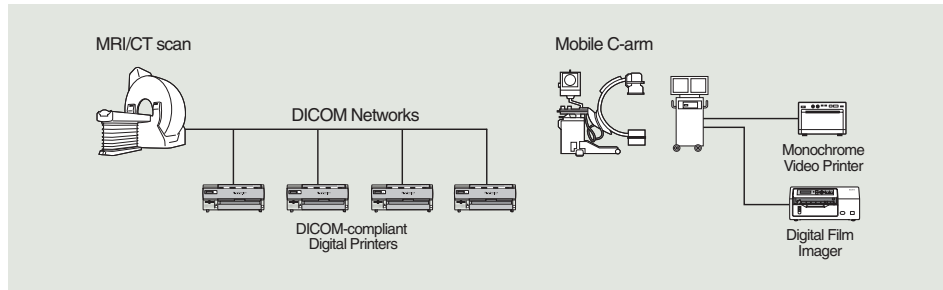 MRI/CT scan
DICOM Networks
DICOM-compliant
Digital Printers
Mobile C-arm
Monochrome
Video Printer
Digital Film
Imager